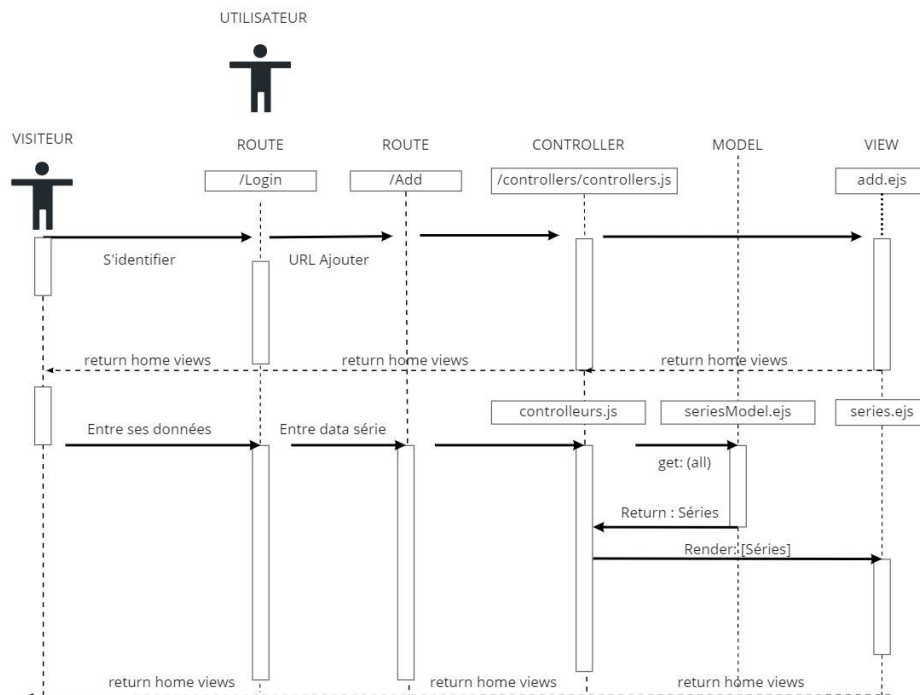 UTILISATEUR
VISITEUR
ROUTE
ROUTE
CONTROLLER
MODEL
VIEW
/Login
/Add
/controllers/controllers.js
add.ejs
S'identifier
URL Ajouter
return home views
return home views
return home views
controlleurs.js
seriesModel.ejs
series.ejs
Entre ses données
Entre data série
get: (all)
Return : Séries
Render: [Séries]
return home views
return home views
return home views